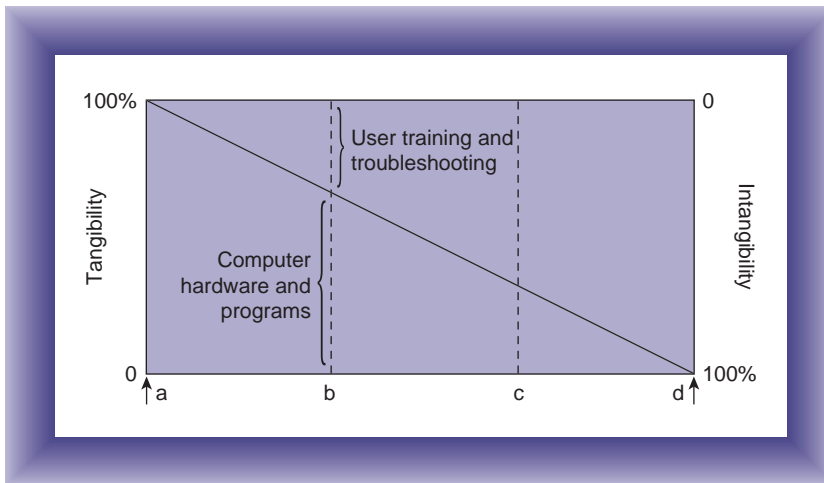 100%
0
User training and
troubleshooting
Tangibility
Intangibility
Computer
hardware and
programs
0
100%
a
b
c
d